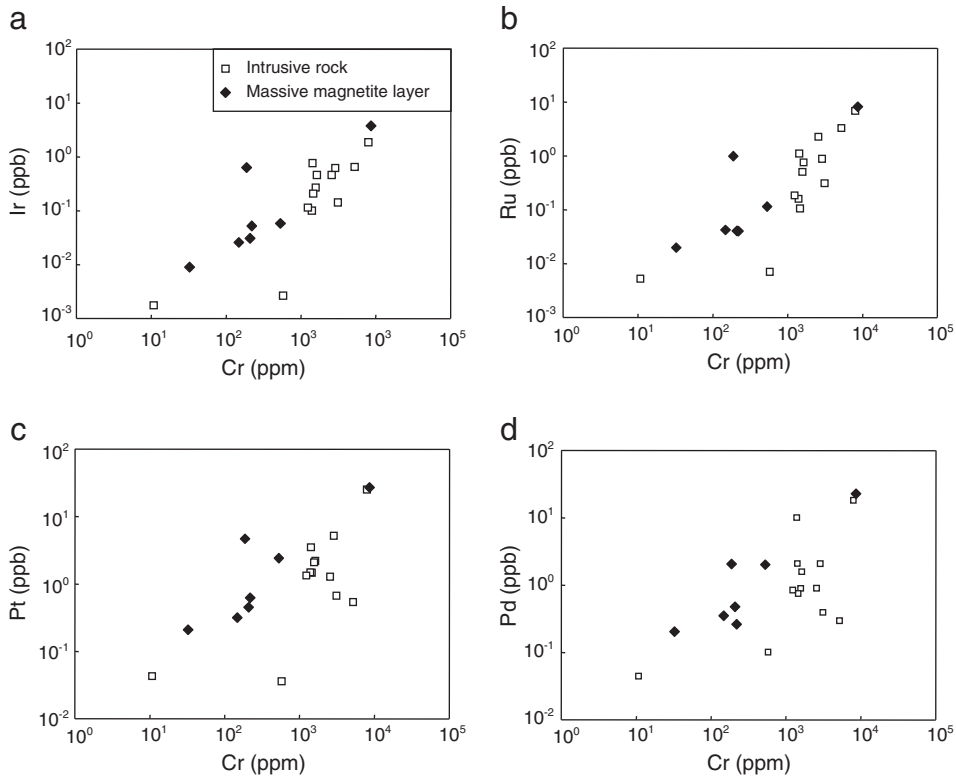 a
Ir (ppb)
10²
10¹
10⁰
10⁻¹
10⁻²
10⁻³
Intrusive rock
Massive magnetite layer
10⁰ 10¹ 10² 10³ 10³ 10⁵
Cr (ppm)
b
Ru (ppb)
10²
10¹
10⁰
10⁻¹
10⁻²
10⁻³
10⁰ 10¹ 10² 10³ 10⁴ 10⁵
Cr (ppm)
c
Pt (ppb)
10²
10¹
10⁰
10⁻¹
10⁻²
10⁰ 10¹ 10² 10³ 10⁴ 10⁵
Cr (ppm)
d
Pd (ppb)
10²
10¹
10⁰
10⁻¹
10⁻²
10⁰ 10¹ 10² 10³ 10⁴ 10⁵
Cr (ppm)